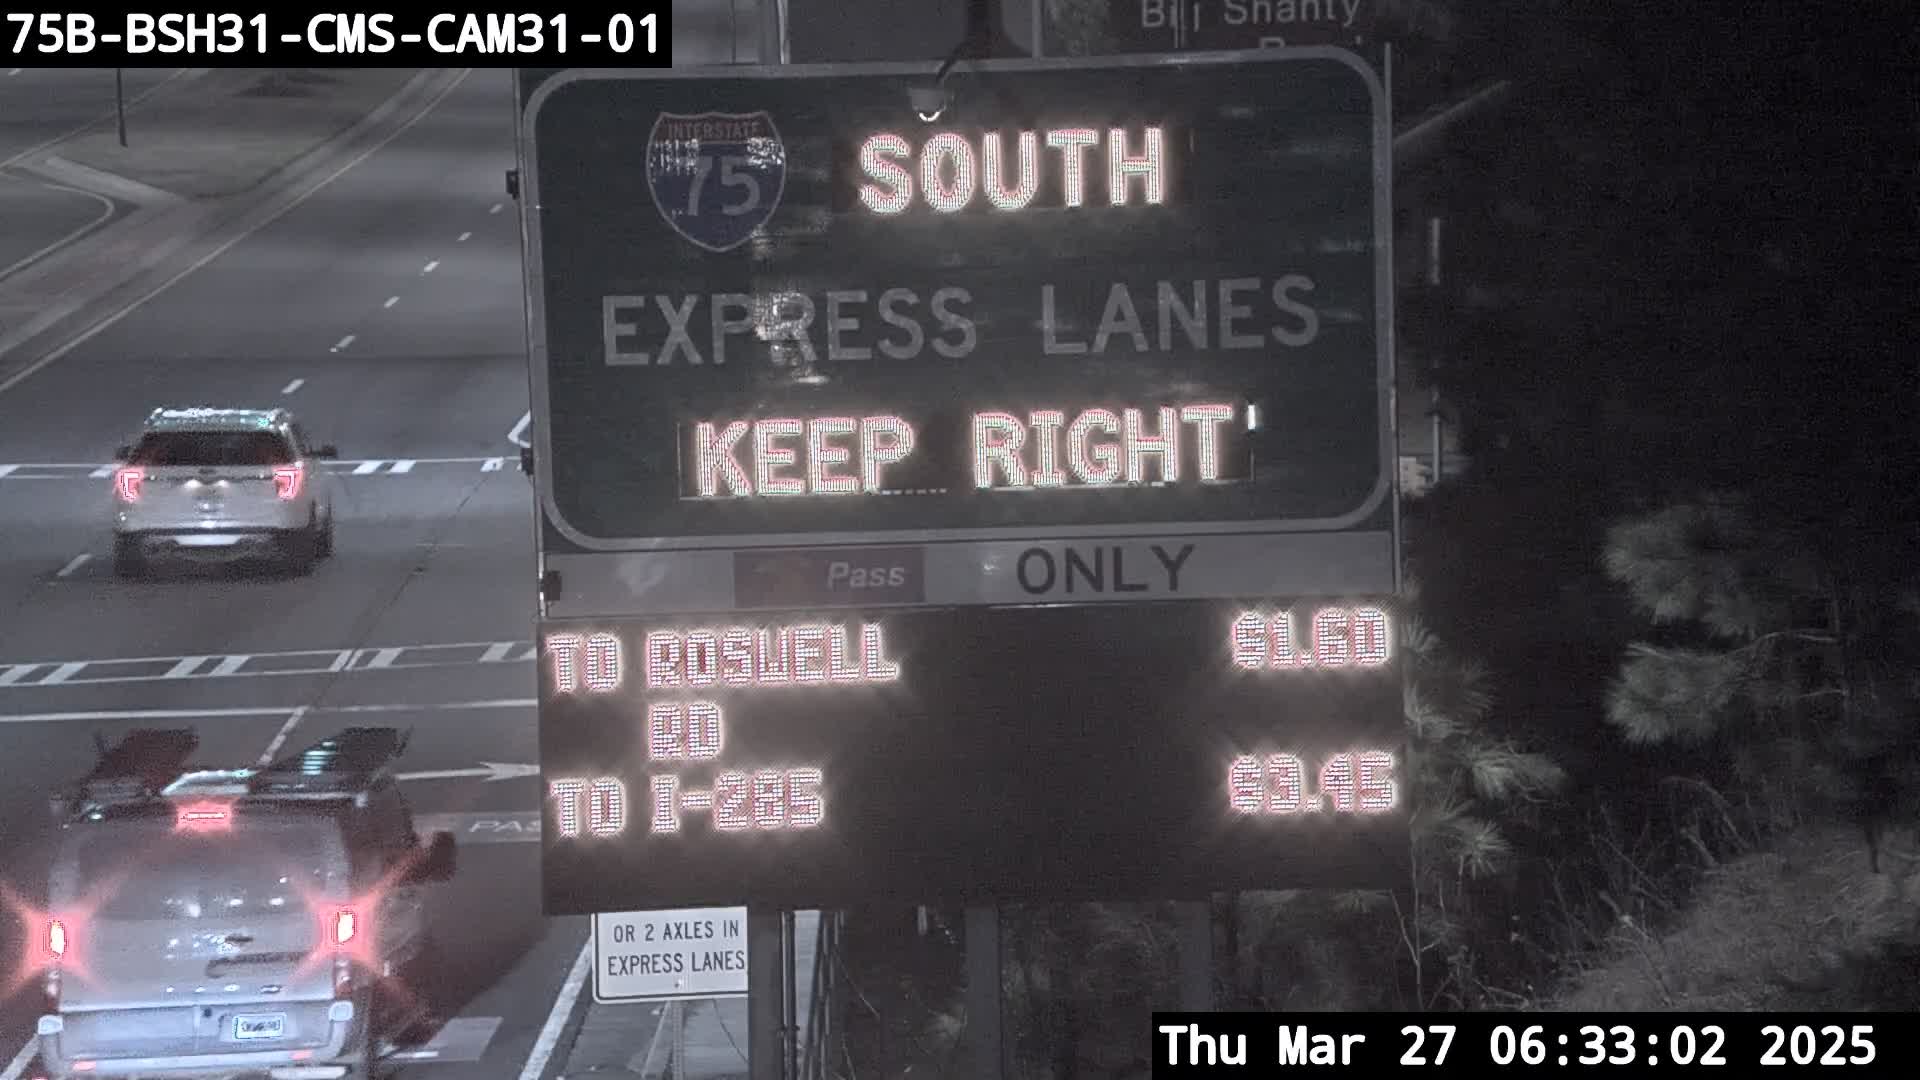 75B-BSH31-CMS-CAM31-01
Shanty
INTERSTATE
75
SOUTH
EXPRESS LANES
KEEP RIGHT
Pass ONLY
TO ROSWELL $1.60
RD
TO I-285 $3.45
OR 2 AXLES IN
EXPRESS LANES
Thu Mar 27 06:33:02 2025